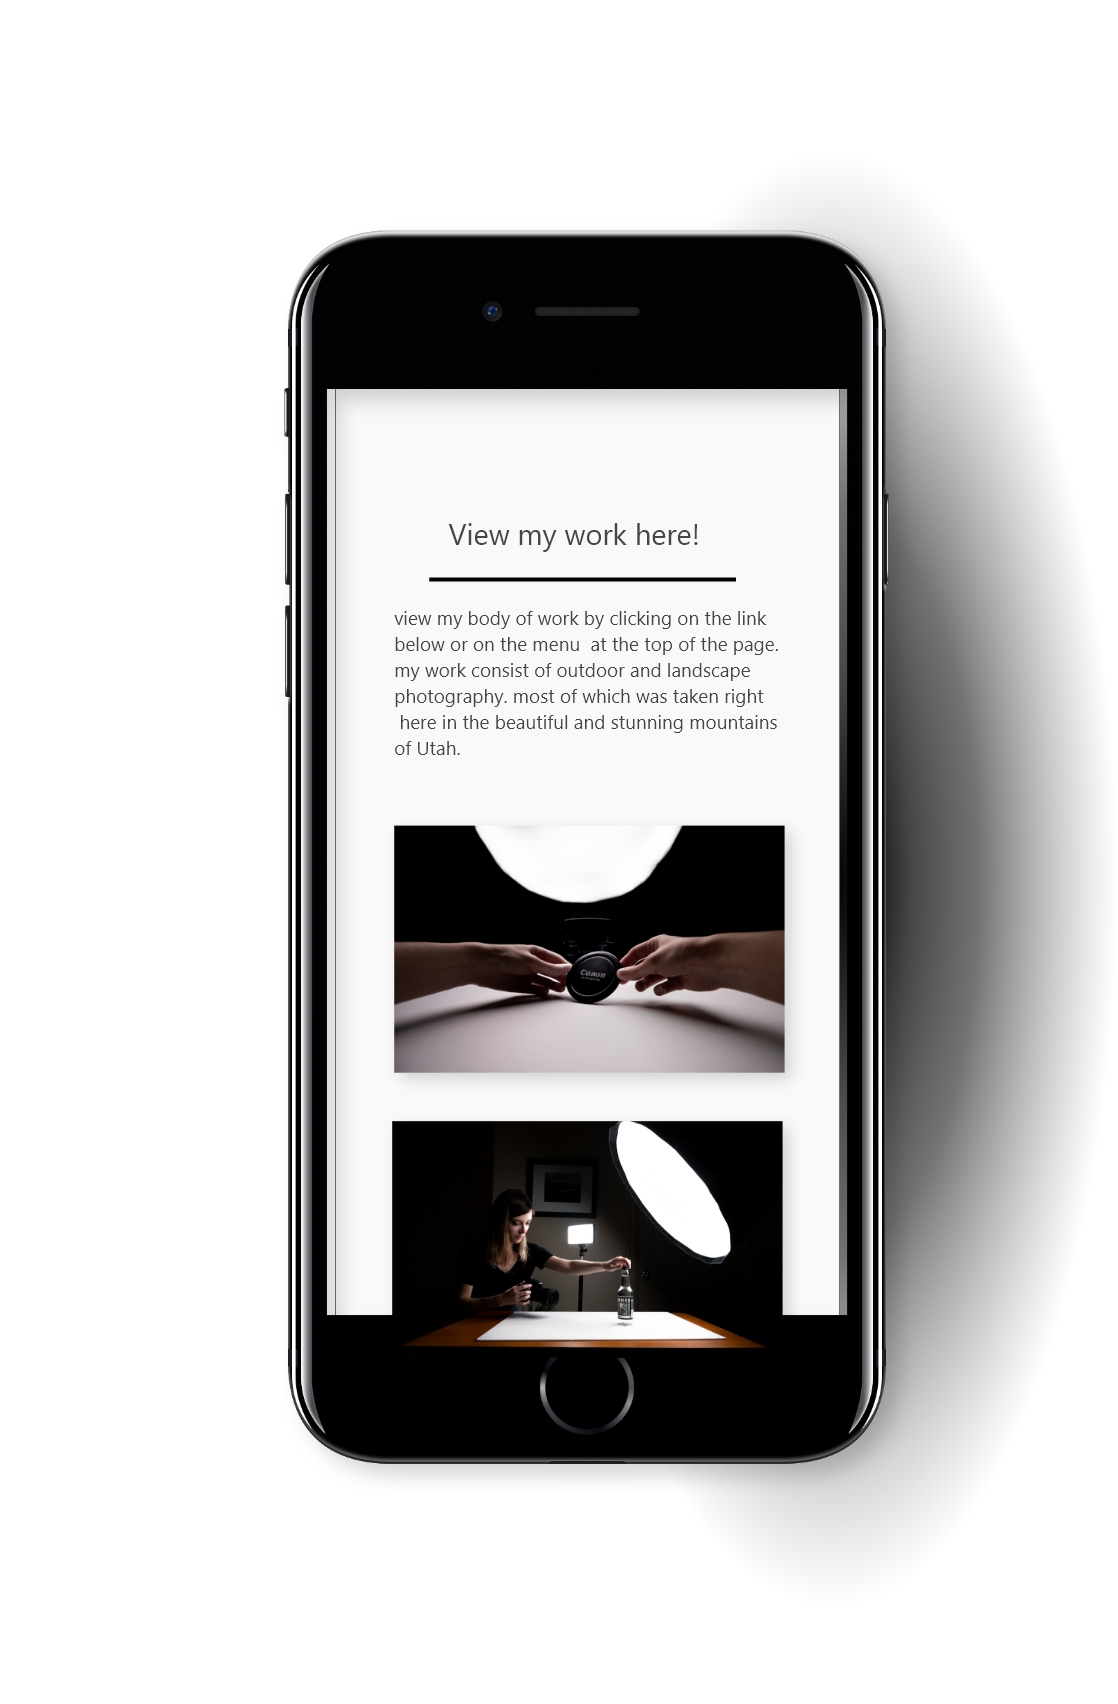 View my work here!
view my body of work by clicking on the link
below or on the menu  at the top of the page.
my work consist of outdoor and landscape
photography. most of which was taken right
here in the beautiful and stunning mountains
of Utah.
Canon